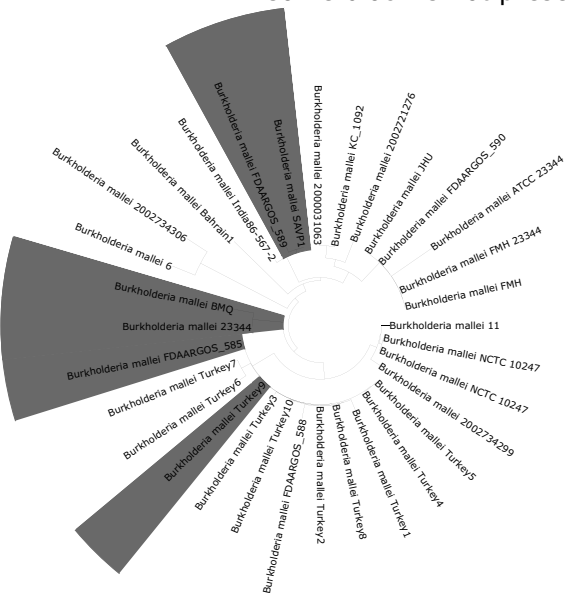 Burkholderia mallei 2000031063
Burkholderia mallei KC_1092
Burkholderia mallei 2002721276
Burkholderia mallei JHU
Burkholderia mallei FDAARGOS_590
Burkholderia mallei ATCC 23344
Burkholderia mallei FMH 23344
Burkholderia mallei FMH
Burkholderia mallei 11
Burkholderia mallei NCTC 10247
Burkholderia mallei NCTC 10247
Burkholderia mallei 2002734299
Burkholderia mallei Turkey5
Burkholderia mallei Turkey4
Burkholderia mallei Turkey1
Burkholderia mallei Turkey8
Burkholderia mallei Turkey2
Burkholderia mallei FDAARGOS_588
Burkholderia mallei Turkey10
Burkholderia mallei Turkey3
Burkholderia mallei Turkey9
Burkholderia mallei Turkey6
Burkholderia mallei Turkey7
Burkholderia mallei FDAARGOS_585
Burkholderia mallei 23344
Burkholderia mallei BMQ
Burkholderia mallei 6
Burkholderia mallei 2002734306
Burkholderia mallei Bahrain1
Burkholderia mallei India86-567-2
Burkholderia mallei FDAARGOS_589
Burkholderia mallei SAVP1